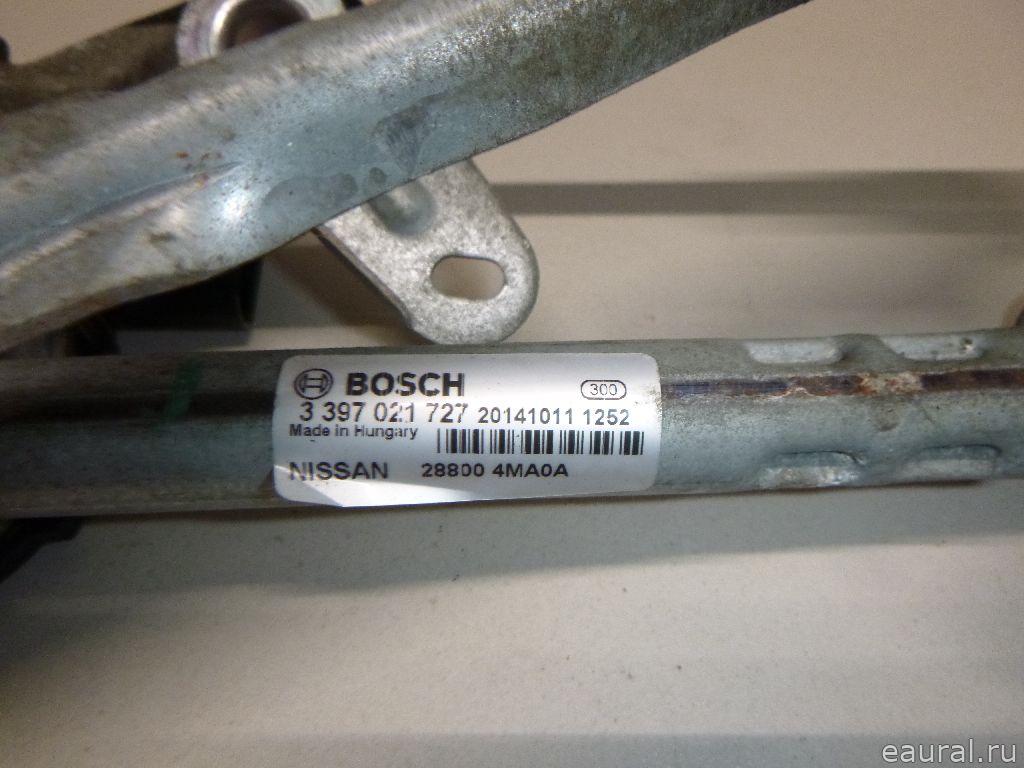 BOSCH 300
3 397 021 727 20141011 1252
Made in Hungary
NISSAN 28800 4MA0A
eaural.ru